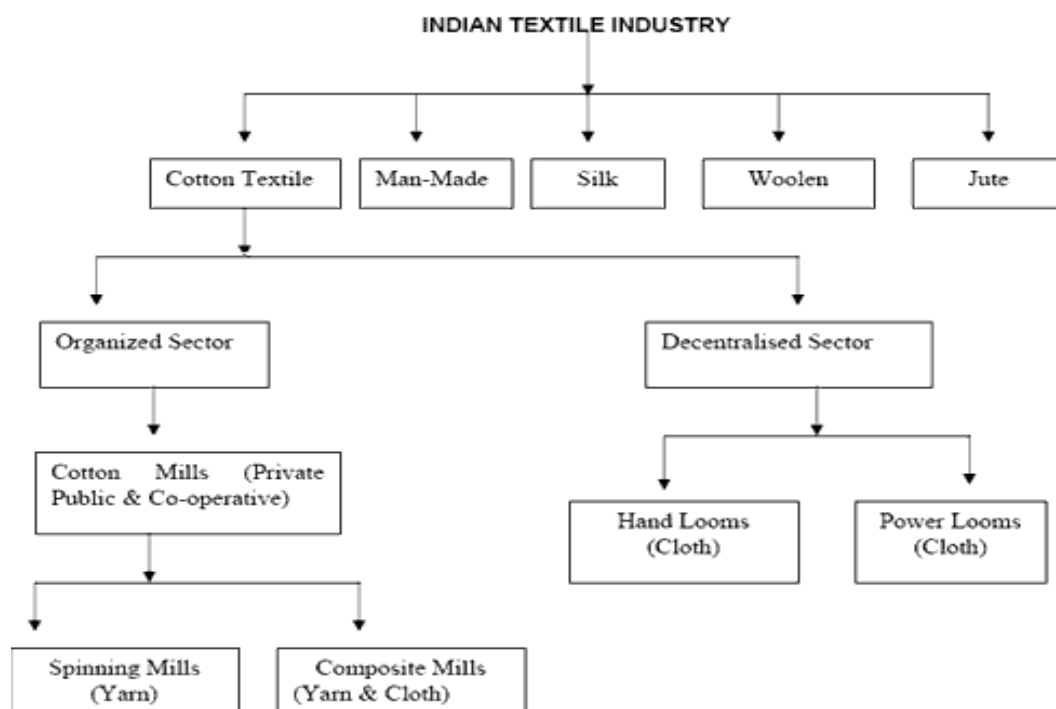 INDIAN TEXTILE INDUSTRY
Cotton Textile
Man-Made
Silk
Woolen
Jute
Organized Sector
Decentralised Sector
Cotton Mills (Private
Public & Co-operative)
Hand Looms
(Cloth)
Power Looms
(Cloth)
Spinning Mills
(Yarn)
Composite Mills
(Yarn & Cloth)